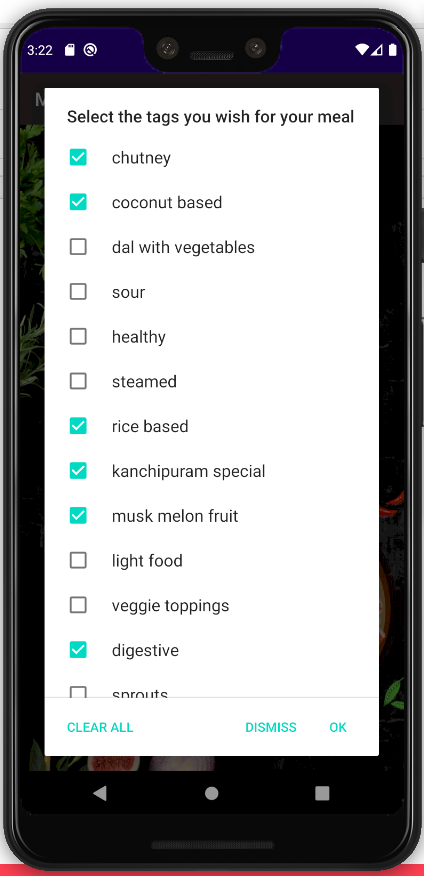 3:22
M
Select the tags you wish for your meal
chutney
coconut based
dal with vegetables
sour
healthy
steamed
rice based
kanchipuram special
musk melon fruit
light food
veggie toppings
digestive
sprouts
CLEAR ALL DISMISS OK